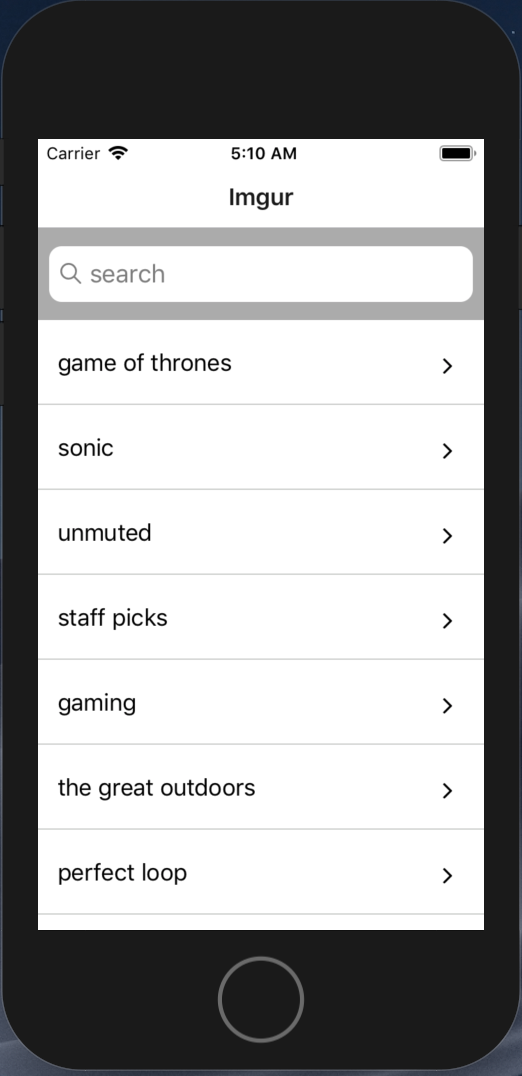 Carrier 5:10 AM
Imgur
search
game of thrones
sonic
unmuted
staff picks
gaming
the great outdoors
perfect loop